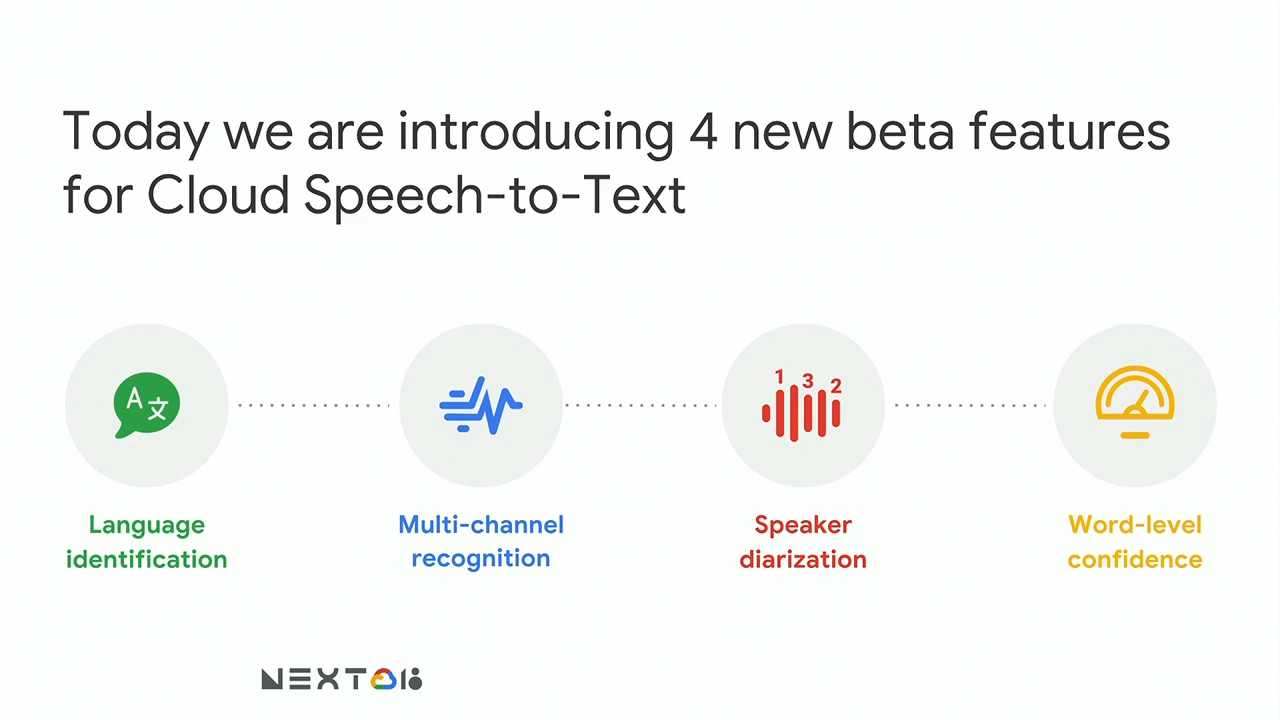 Today we are introducing 4 new beta features
for Cloud Speech-to-Text
A文
1 3 2
Language
identification
Multi-channel
recognition
Speaker
diarization
Word-level
confidence
NEXT 18